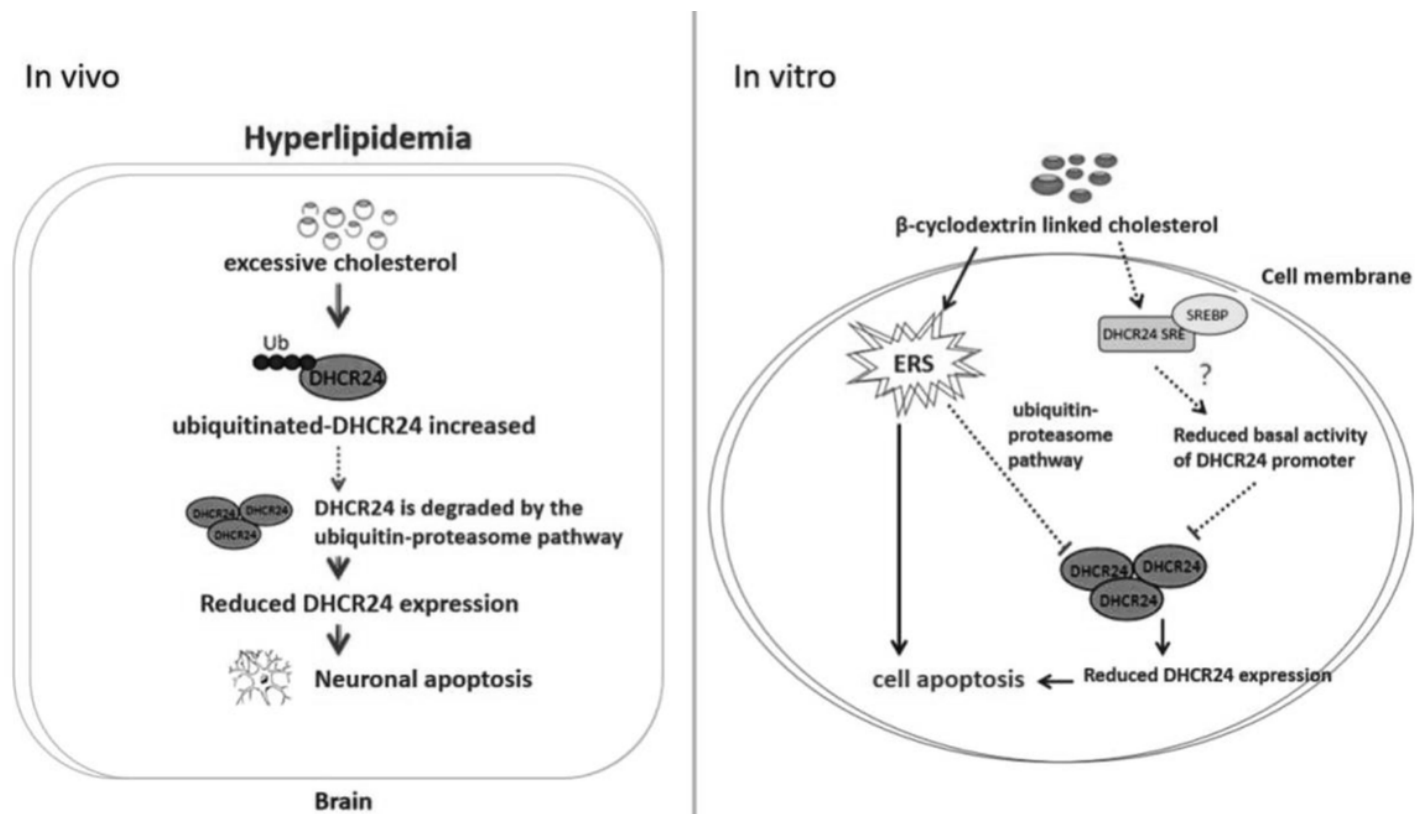 In vivo
Hyperlipidemia
excessive cholesterol
Ub
DHCR24
ubiquitinated-DHCR24 increased
DHCR24 DHCR24
DHCR24
DHCR24 is degraded by the
ubiquitin-proteasome pathway
Reduced DHCR24 expression
Neuronal apoptosis
Brain
In vitro
β-cyclodextrin linked cholesterol
Cell membrane
SREBP
DHCR24 SRE
ERS
?
ubiquitin-
proteasome
pathway
Reduced basal activity
of DHCR24 promoter
DHCR24 DHCR24
DHCR24
cell apoptosis
Reduced DHCR24 expression